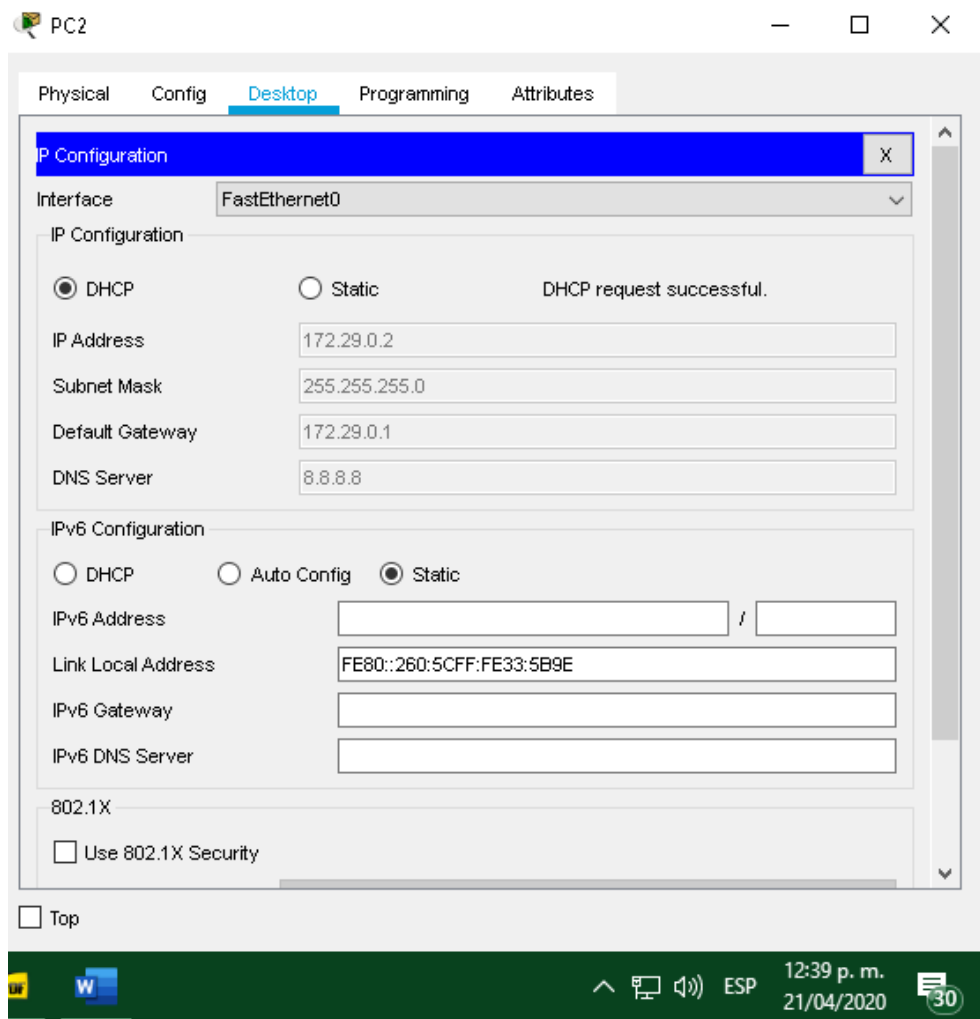 PC2
Physical Config Desktop Programming Attributes
IP Configuration X
Interface FastEthernet0
IP Configuration
DHCP Static DHCP request successful.
IP Address 172.29.0.2
Subnet Mask 255.255.255.0
Default Gateway 172.29.0.1
DNS Server 8.8.8.8
IPv6 Configuration
DHCP Auto Config Static
IPv6 Address /
Link Local Address FE80::260:5CFF:FE33:5B9E
IPv6 Gateway
IPv6 DNS Server
802.1X
Use 802.1X Security
Top
W ESP 12:39 p. m.
21/04/2020 30